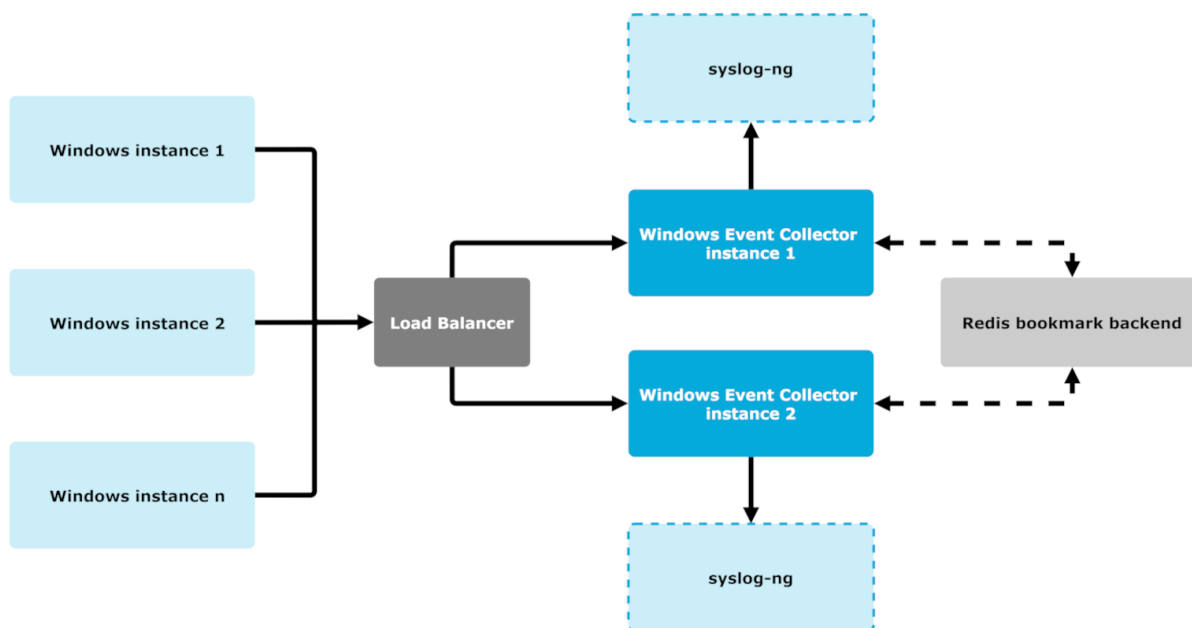 syslog-ng
Windows instance 1
Windows Event Collector
instance 1
Windows instance 2
Load Balancer
Redis bookmark backend
Windows Event Collector
instance 2
Windows instance n
syslog-ng